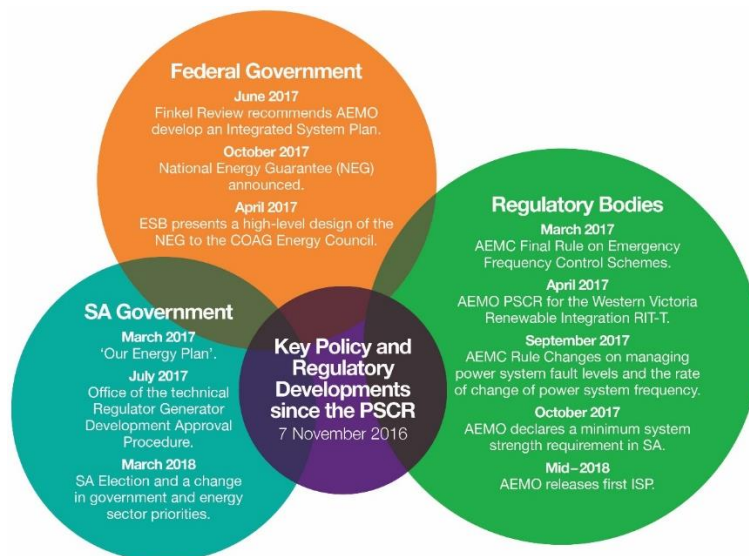 Federal Government
June 2017
Finkel Review recommends AEMO
develop an Integrated System Plan.
October 2017
National Energy Guarantee (NEG)
announced.
April 2017
ESB presents a high-level design of the
NEG to the COAG Energy Council.
Regulatory Bodies
March 2017
AEMC Final Rule on Emergency
Frequency Control Schemes.
April 2017
AEMO PSCR for the Western Victoria
Renewable Integration RIT-T.
September 2017
AEMC Rule Changes on managing
power system fault levels and the rate
of change of power system frequency.
October 2017
AEMO declares a minimum system
strength requirement in SA.
Mid–2018
AEMO releases first ISP.
SA Government
March 2017
‘Our Energy Plan’.
July 2017
Office of the technical
Regulator Generator
Development Approval
Procedure.
March 2018
SA Election and a change
in government and energy
sector priorities.
Key Policy and
Regulatory
Developments
since the PSCR
7 November 2016